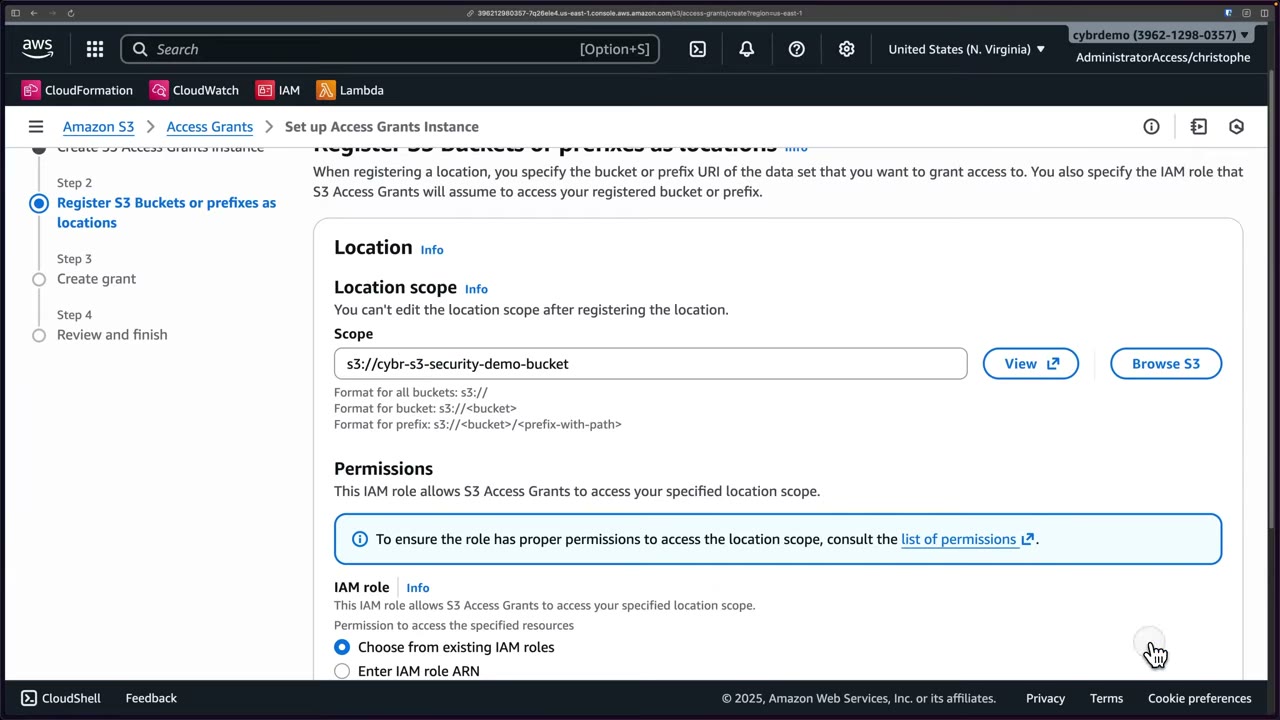 396212980357-7q26ele4.us-east-1.console.aws.amazon.com/s3/access-grants/create?region=us-east-1
aws
Search
[Option+S]
United States (N. Virginia) ▼
cybrdemo (3962-1298-0357) ▼
AdministratorAccess/christophe
CloudFormation
CloudWatch
IAM
Lambda
Amazon S3 > Access Grants > Set up Access Grants Instance
Create S3 Access Grants instance
Step 2
Register S3 Buckets or prefixes as
locations
Step 3
Create grant
Step 4
Review and finish
Register S3 Buckets or prefixes as locations Info
When registering a location, you specify the bucket or prefix URI of the data set that you want to grant access to. You also specify the IAM role that
S3 Access Grants will assume to access your registered bucket or prefix.
Location Info
Location scope Info
You can't edit the location scope after registering the location.
Scope
s3://cybr-s3-security-demo-bucket
View
Browse S3
Format for all buckets: s3://
Format for bucket: s3://<bucket>
Format for prefix: s3://<bucket>/<prefix-with-path>
Permissions
This IAM role allows S3 Access Grants to access your specified location scope.
To ensure the role has proper permissions to access the location scope, consult the list of permissions .
IAM role Info
This IAM role allows S3 Access Grants to access your specified location scope.
Permission to access the specified resources
Choose from existing IAM roles
Enter IAM role ARN
CloudShell
Feedback
© 2025, Amazon Web Services, Inc. or its affiliates.
Privacy
Terms
Cookie preferences